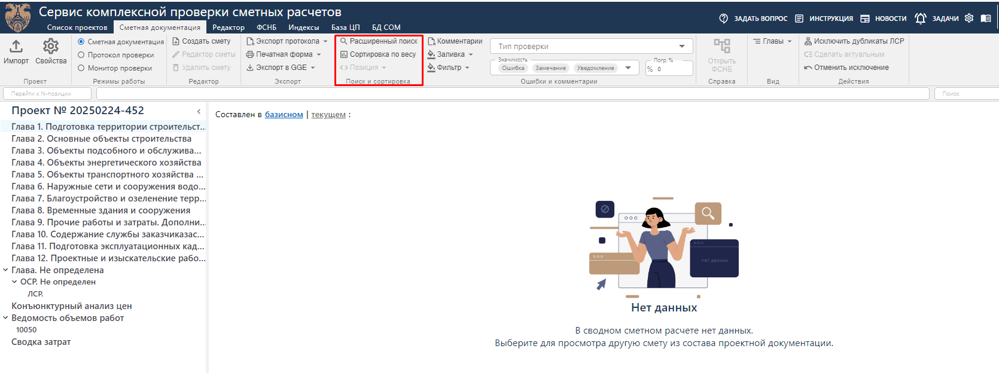 Сервис комплексной проверки сметных расчетов
ЗАДАТЬ ВОПРОС ИНСТРУКЦИЯ НОВОСТИ ЗАДАЧИ
Список проектов Сметная документация Редактор ФСНБ Индексы База ЦП БД СОМ
Импорт
Свойства
Проект
Сметная документация
Протокол проверки
Монитор проверки
Режимы работы
Создать смету
Редактор сметы
Удалить смету
Редактор
Экспорт протокола
Печатная форма
Экспорт в GGE
Экспорт
Расширенный поиск
Сортировка по весу
<> Позиция
Поиск и сортировка
Комментарии
Заливка
Фильтр
Тип проверки
Значимость
Ошибка Замечание Уведомление
Погр, %
% 0
Ошибки и комментарии
Открыть
ФСНБ
Справка
Главы
Вид
Исключить дубликаты ЛСР
Сделать актуальным
Отменить исключение
Действия
Перейти к N-позиции
Поиск
Проект № 20250224-452
Глава 1. Подготовка территории строительст...
Глава 2. Основные объекты строительства
Глава 3. Объекты подсобного и обслужива...
Глава 4. Объекты энергетического хозяйства
Глава 5. Объекты транспортного хозяйства ...
Глава 6. Наружные сети и сооружения водо...
Глава 7. Благоустройство и озеленение терр...
Глава 8. Временные здания и сооружения
Глава 9. Прочие работы и затраты. Дополни...
Глава 10. Содержание службы заказчиказас...
Глава 11. Подготовка эксплуатационных кад...
Глава 12. Проектные и изыскательские рабо...
Глава. Не определена
ОСР. Не определен
ЛСР.
Конъюнктурный анализ цен
Ведомость объемов работ
10050
Сводка затрат
Составлен в базисном | текущем :
Нет данных
Нет данных
В сводном сметном расчете нет данных.
Выберите для просмотра другую смету из состава проектной документации.